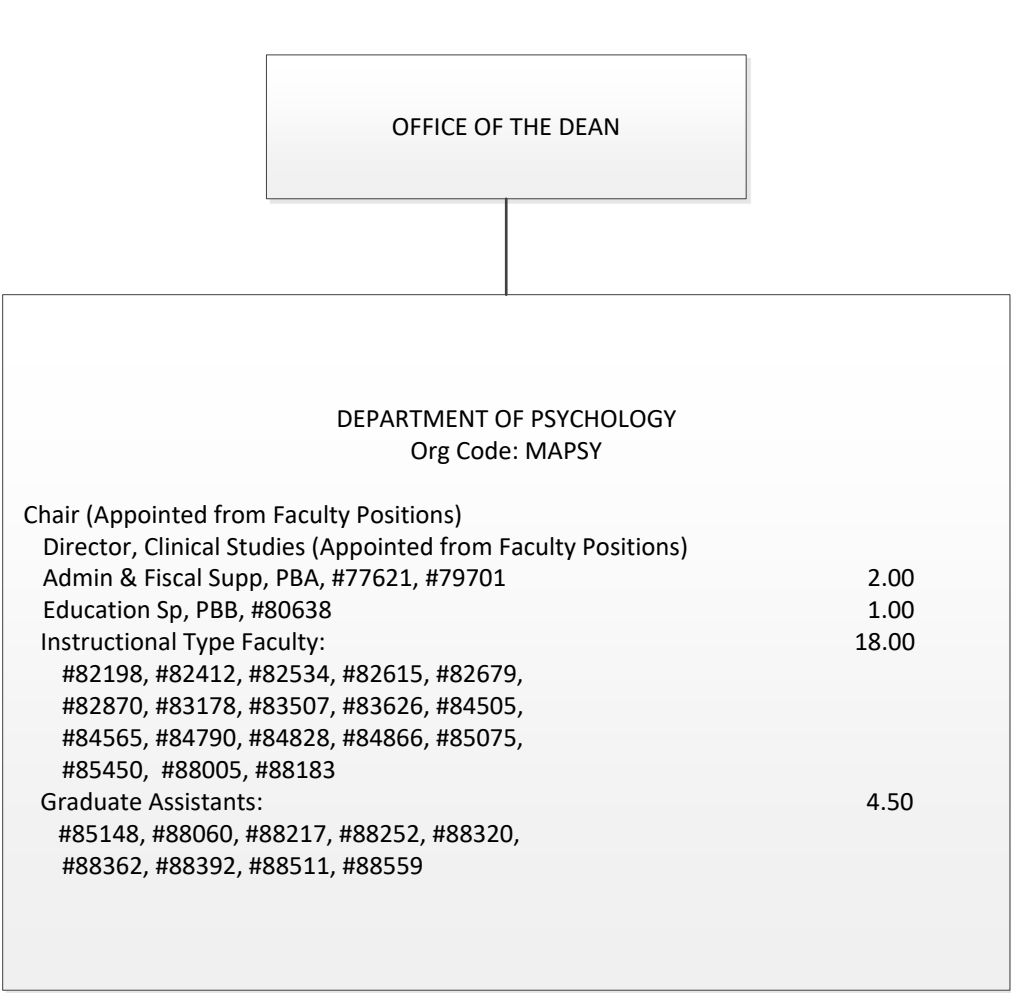 OFFICE OF THE DEAN
DEPARTMENT OF PSYCHOLOGY
Org Code: MAPSY
Chair (Appointed from Faculty Positions)
Director, Clinical Studies (Appointed from Faculty Positions)
Admin & Fiscal Supp, PBA, #77621, #79701 2.00
Education Sp, PBB, #80638 1.00
Instructional Type Faculty: 18.00
#82198, #82412, #82534, #82615, #82679,
#82870, #83178, #83507, #83626, #84505,
#84565, #84790, #84828, #84866, #85075,
#85450, #88005, #88183
Graduate Assistants: 4.50
#85148, #88060, #88217, #88252, #88320,
#88362, #88392, #88511, #88559